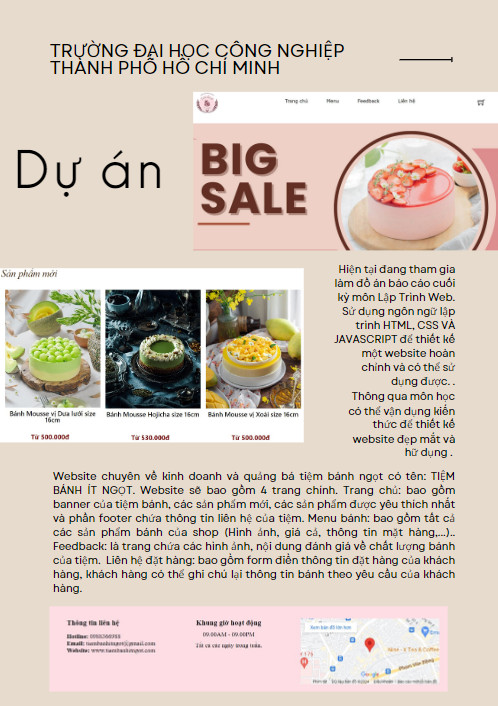 TRƯỜNG ĐẠI HỌC CÔNG NGHIỆP
THÀNH PHỐ HỒ CHÍ MINH
Trang chủ Menu Feedback Liên hệ
Dự án
BIG
SALE
Sản phẩm mới
Bánh Mousse vị Dưa lưới size
16cm
Từ 500.000đ
Bánh Mousse Hojicha size 16cm
Từ 530.000đ
Bánh Mousse vị Xoài size 16cm
Từ 500.000đ
Hiện tại đang tham gia
làm đồ án báo cáo cuối
kỳ môn Lập Trình Web.
Sử dụng ngôn ngữ lập
trình HTML, CSS VÀ
JAVASCRIPT để thiết kế
một website hoàn
chỉnh và có thể sử
dụng được. .
Thông qua môn học
có thể vận dụng kiến
thức để thiết kế
website đẹp mắt và
hữ dụng .
Website chuyên về kinh doanh và quảng bá tiệm bánh ngọt có tên: TIỆM
BÁNH ÍT NGỌT. Website sẽ bao gồm 4 trang chính. Trang chủ: bao gồm
banner của tiệm bánh, các sản phẩm mới, các sản phẩm được yêu thích nhất
và phần footer chứa thông tin liên hệ của tiệm. Menu bánh: bao gồm tất cả
các sản phẩm bánh của shop (Hình ảnh, giá cả, thông tin mặt hàng,...)..
Feedback: là trang chứa các hình ảnh, nội dung đánh giá về chất lượng bánh
của tiệm. Liên hệ đặt hàng: bao gồm form điền thông tin đặt hàng của khách
hàng, khách hàng có thể ghi chú lại thông tin bánh theo yêu cầu của khách
hàng.
Thông tin liên hệ
Hotline:
Email: tiembanhitngot@gmail.com
Website: www.tiembanhitngot.com
Khung giờ hoạt động
09:00AM - 09:00PM
Tất cả các ngày trong tuần.
Xem bản đồ lớn hơn
Google